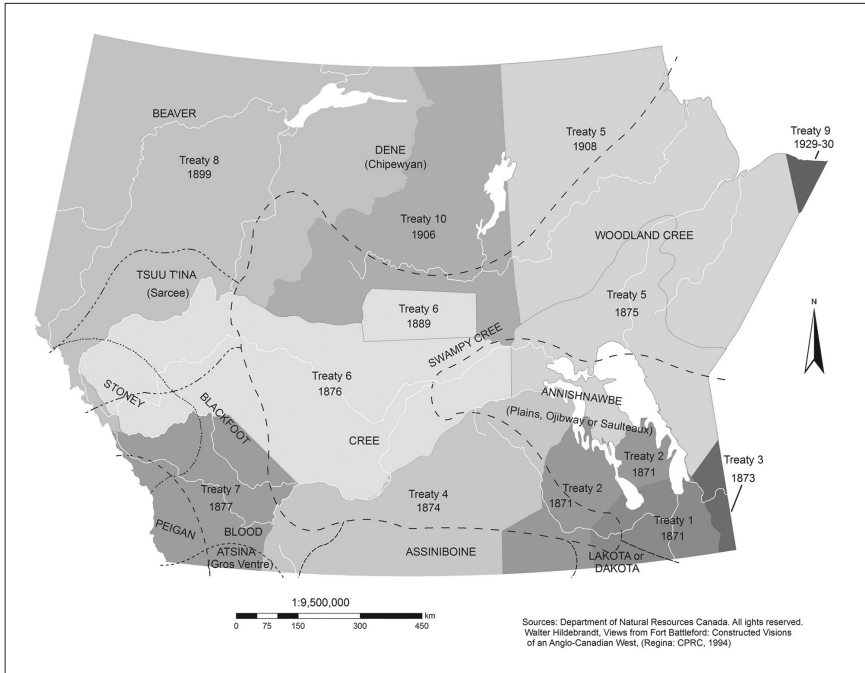 BEAVER
Treaty 8
1899
DENE
(Chipewyan)
Treaty 10
1906
Treaty 5
1908
Treaty 9
1929-30
WOODLAND CREE
TSUU T'INA
(Sarcee)
Treaty 6
1889
Treaty 5
1875
N
SWAMPY CREE
STONEY
BLACKFOOT
Treaty 6
1876
CREE
ANNISHNAWBE
(Plains, Ojibway or Saulteaux)
Treaty 2
1871
Treaty 3
1873
Treaty 7
1877
BLOOD
PEIGAN
ATSINA
(Gros Ventre)
Treaty 4
1874
ASSINIBOINE
Treaty 2
1871
Treaty 1
1871
LAKOTA or
DAKOTA
1:9,500,000
km
0 75 150 300 450
Sources: Department of Natural Resources Canada. All ights reserved.
Walter Hildebrandt, Views from Fort Battleford: Constructed Visions
of an Anglo-Canadian West, (Regina: CPRC, 1994)